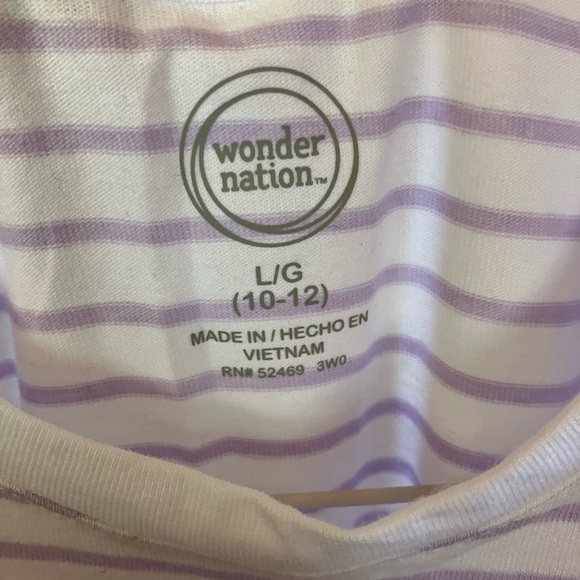 wonder
nation™
L/G
(10-12)
MADE IN / HECHO EN
VIETNAM
RN# 52469 3W0